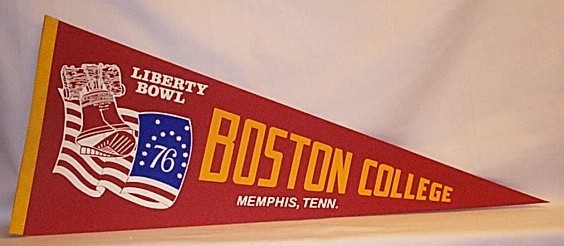 LIBERTY
BOWL
76
BOSTON COLLEGE
MEMPHIS, TENN.